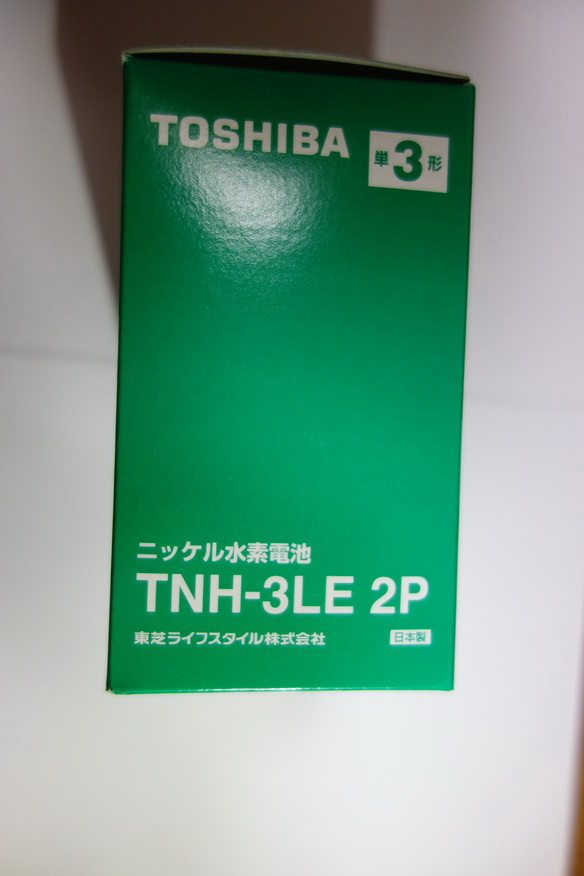 TOSHIBA
単3形
ニッケル水素電池
TNH-3LE 2P
東芝ライフスタイル株式会社
日本製